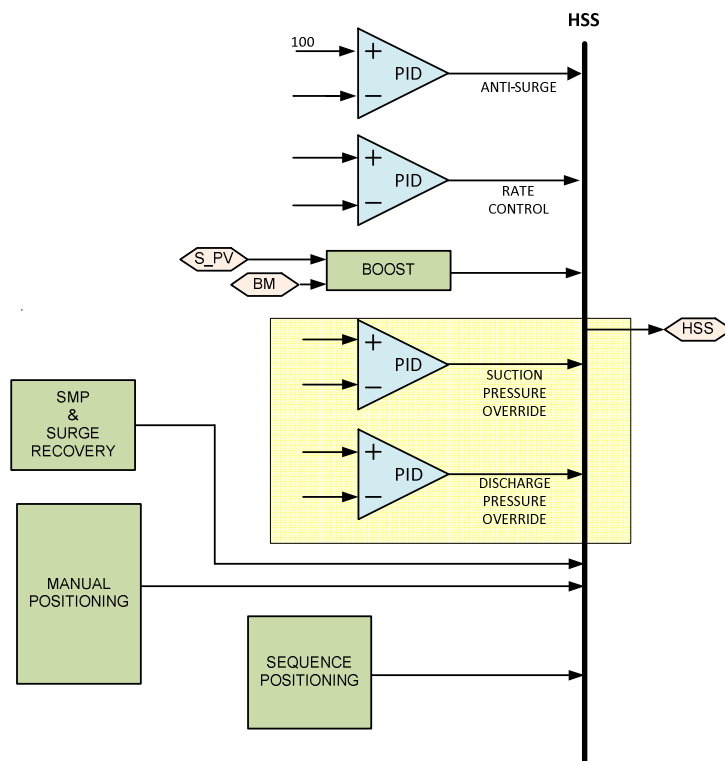 HSS
100
+
PID
−
ANTI-SURGE
+
PID
−
RATE
CONTROL
S_PV
BOOST
BM
HSS
+
PID
−
SUCTION
PRESSURE
OVERRIDE
SMP
&
SURGE
RECOVERY
+
PID
−
DISCHARGE
PRESSURE
OVERRIDE
MANUAL
POSITIONING
SEQUENCE
POSITIONING